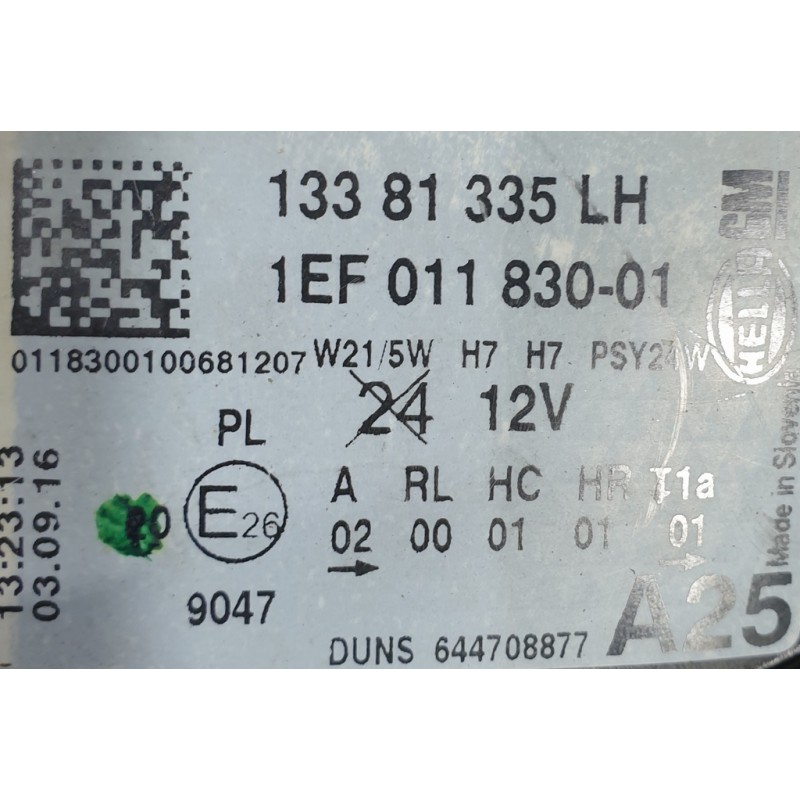 133 81 335 LH
GM
1EF 011 830-01
HELLA
0118300100681207
W21/5W H7 H7 PSY24W
24 12V
PL
A RL HC HR T1a
E26
02 00 01 01 01
9047
DUNS 644708877
A25
Made in Slovenia
13:23:13
03.09.16